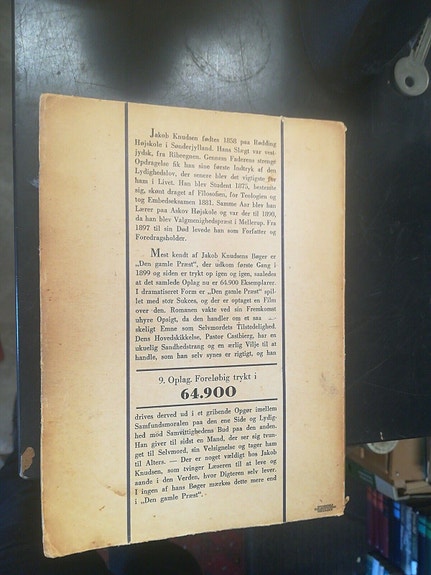 Jakob Knudsen fødtes 1858 paa Rødding
Højskole i Sønderjylland. Hans Slægt var vest-
jydsk, fra Ribeegnen. Gennem Faderens strenge
Opdragelse fik han sine første Indtryk af den
Lydighedslov, der senere blev det vigtigste for
ham i Livet. Han blev Student 1875, bestemte
sig, skønt draget af Filosofien, for Teologien og
tog Embedseksamen 1881. Samme Aar blev han
Lærer paa Askov Højskole og var der til 1890,
da han blev Valgmenighedspræst i Mellerup. Fra
1897 til sin Død levede han som Forfatter og
Foredragsholder.
Mest kendt af Jakob Knudsens Bøger er
„Den gamle Præst“, der udkom første Gang i
1899 og siden er trykt op igen og igen, saaledes
at det samlede Oplag nu er 64.900 Eksemplarer.
I dramatiseret Form er „Den gamle Præst“ spil-
let med stor Sukces, og der er optaget en Film
over den. Romanen vakte ved sin Fremkomst
uhyre Opsigt, da den handler om et saa
skeligt Emne som Selvmordets Tilstedelighed.
Dens Hovedskikkelse, Pastor Castbierg, har en
ukuelig Sandhedstrang og en ærlig Vilje til at
handle, som han selv synes er rigtigt, og han
9. Oplag. Foreløbig trykt i
64.900
drives derved ud i et gribende Opgør imellem
Samfundsmoralen paa den ene Side og Lydig-
hed mod Samvittighedens Bud paa den anden.
Han giver til sidst en Mand, der ser sig tvun-
get til Selvmord, sin Velsignelse og tager ham
til Alters. — Der er noget vældigt hos Jakob
Knudsen, som tvinger Læseren til at leve og
aande i den Verden, hvor Digteren selv lever.
I ingen af hans Bøger mærkes dette mere end
i „Den gamle Præst“.